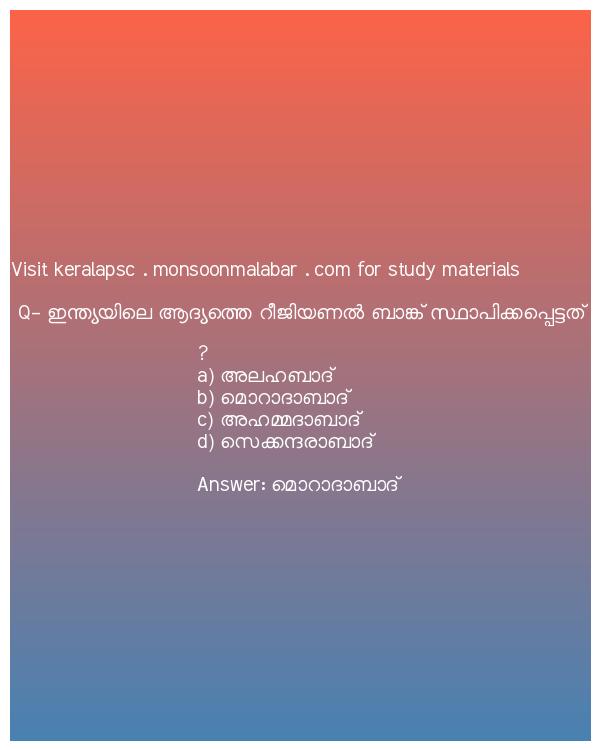 Visit keralapsc .monsoonmalabar .com for study materials
Q- ഇന്ത്യയിലെ ആദ്യത്തെ റീജിയണൽ ബാങ്ക് സ്ഥാപിക്കപ്പെട്ടത്
?
a) അലഹബാദ്
b) മൊറാദാബാദ്
c) അഹമ്മദാബാദ്
d) സെക്കന്ദരാബാദ്
Answer: മൊറാദാബാദ്